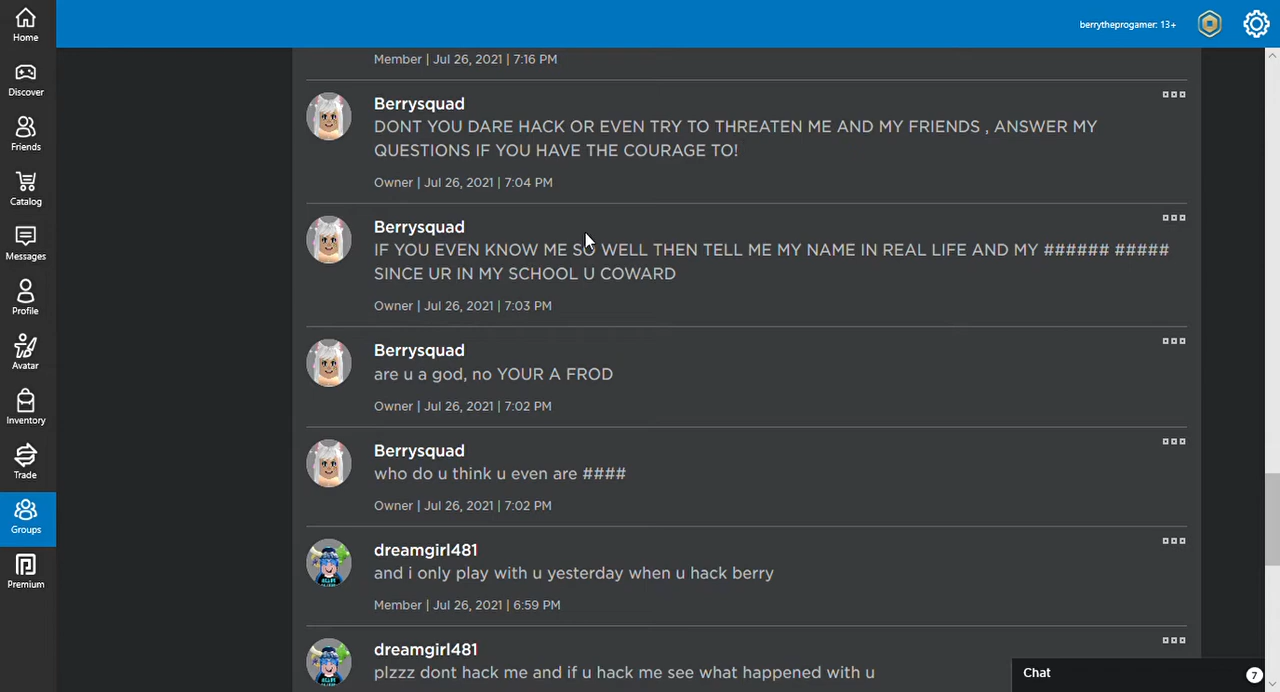 berrytheprogamer: 13+
Home
Discover
Friends
Catalog
Messages
Profile
Avatar
Inventory
Trade
Groups
Premium
Member | Jul 26, 2021 | 7:16 PM
Berrysquad
DONT YOU DARE HACK OR EVEN TRY TO THREATEN ME AND MY FRIENDS , ANSWER MY
QUESTIONS IF YOU HAVE THE COURAGE TO!
Owner | Jul 26, 2021 | 7:04 PM
Berrysquad
IF YOU EVEN KNOW ME SO WELL THEN TELL ME MY NAME IN REAL LIFE AND MY ###### #####
SINCE UR IN MY SCHOOL U COWARD
Owner | Jul 26, 2021 | 7:03 PM
Berrysquad
are u a god, no YOUR A FROD
Owner | Jul 26, 2021 | 7:02 PM
Berrysquad
who do u think u even are ####
Owner | Jul 26, 2021 | 7:02 PM
dreamgirl481
and i only play with u yesterday when u hack berry
Member | Jul 26, 2021 | 6:59 PM
dreamgirl481
plzzz dont hack me and if u hack me see what happened with u
Chat
7